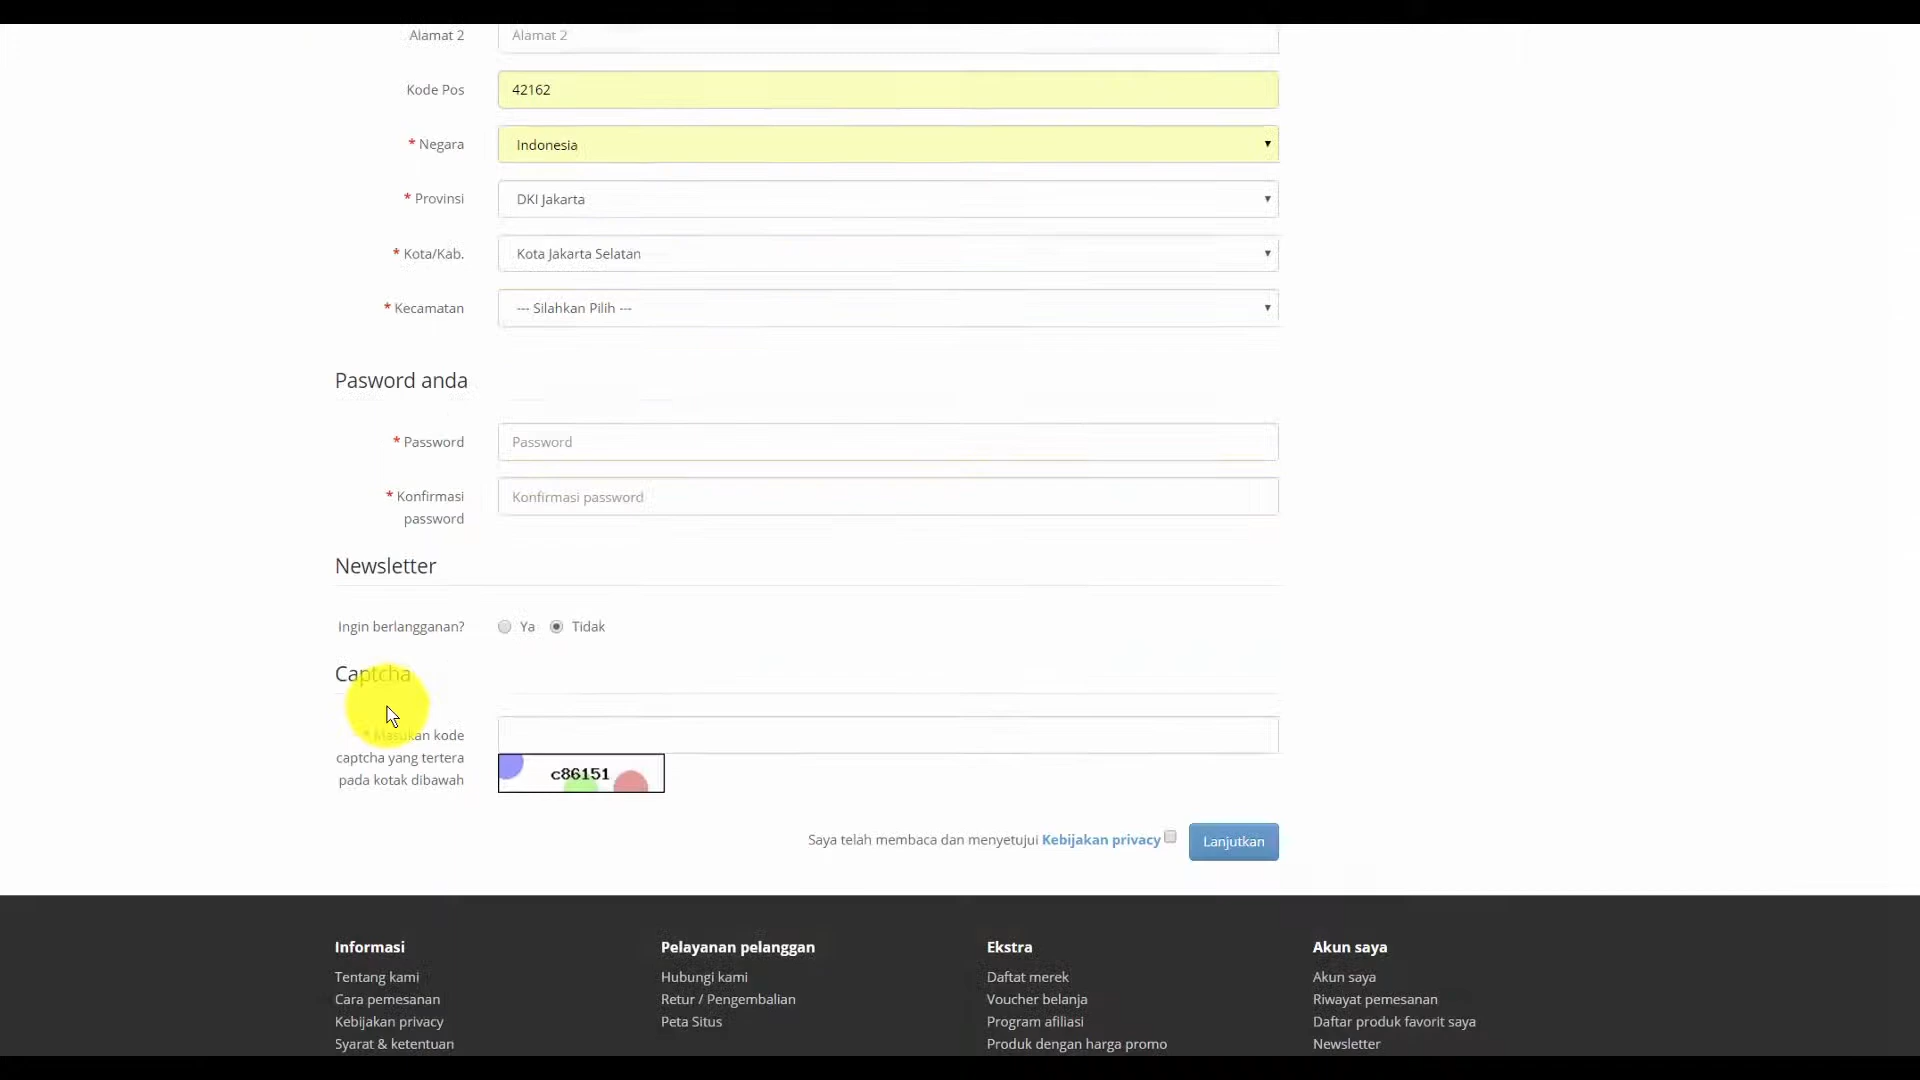 Alamat 2
Alamat 2
Kode Pos
42162
* Negara
Indonesia
* Provinsi
DKI Jakarta
* Kota/Kab.
Kota Jakarta Selatan
* Kecamatan
--- Silahkan Pilih ---
Pasword anda
* Password
Password
* Konfirmasi
password
Konfirmasi password
Newsletter
Ingin berlangganan?
Ya
Tidak
Captcha
* Masukan kode
captcha yang tertera
pada kotak dibawah
c86151
Saya telah membaca dan menyetujui Kebijakan privacy
Lanjutkan
Informasi
Tentang kami
Cara pemesanan
Kebijakan privacy
Syarat & ketentuan
Pelayanan pelanggan
Hubungi kami
Retur / Pengembalian
Peta Situs
Ekstra
Daftat merek
Voucher belanja
Program afiliasi
Produk dengan harga promo
Akun saya
Akun saya
Riwayat pemesanan
Daftar produk favorit saya
Newsletter